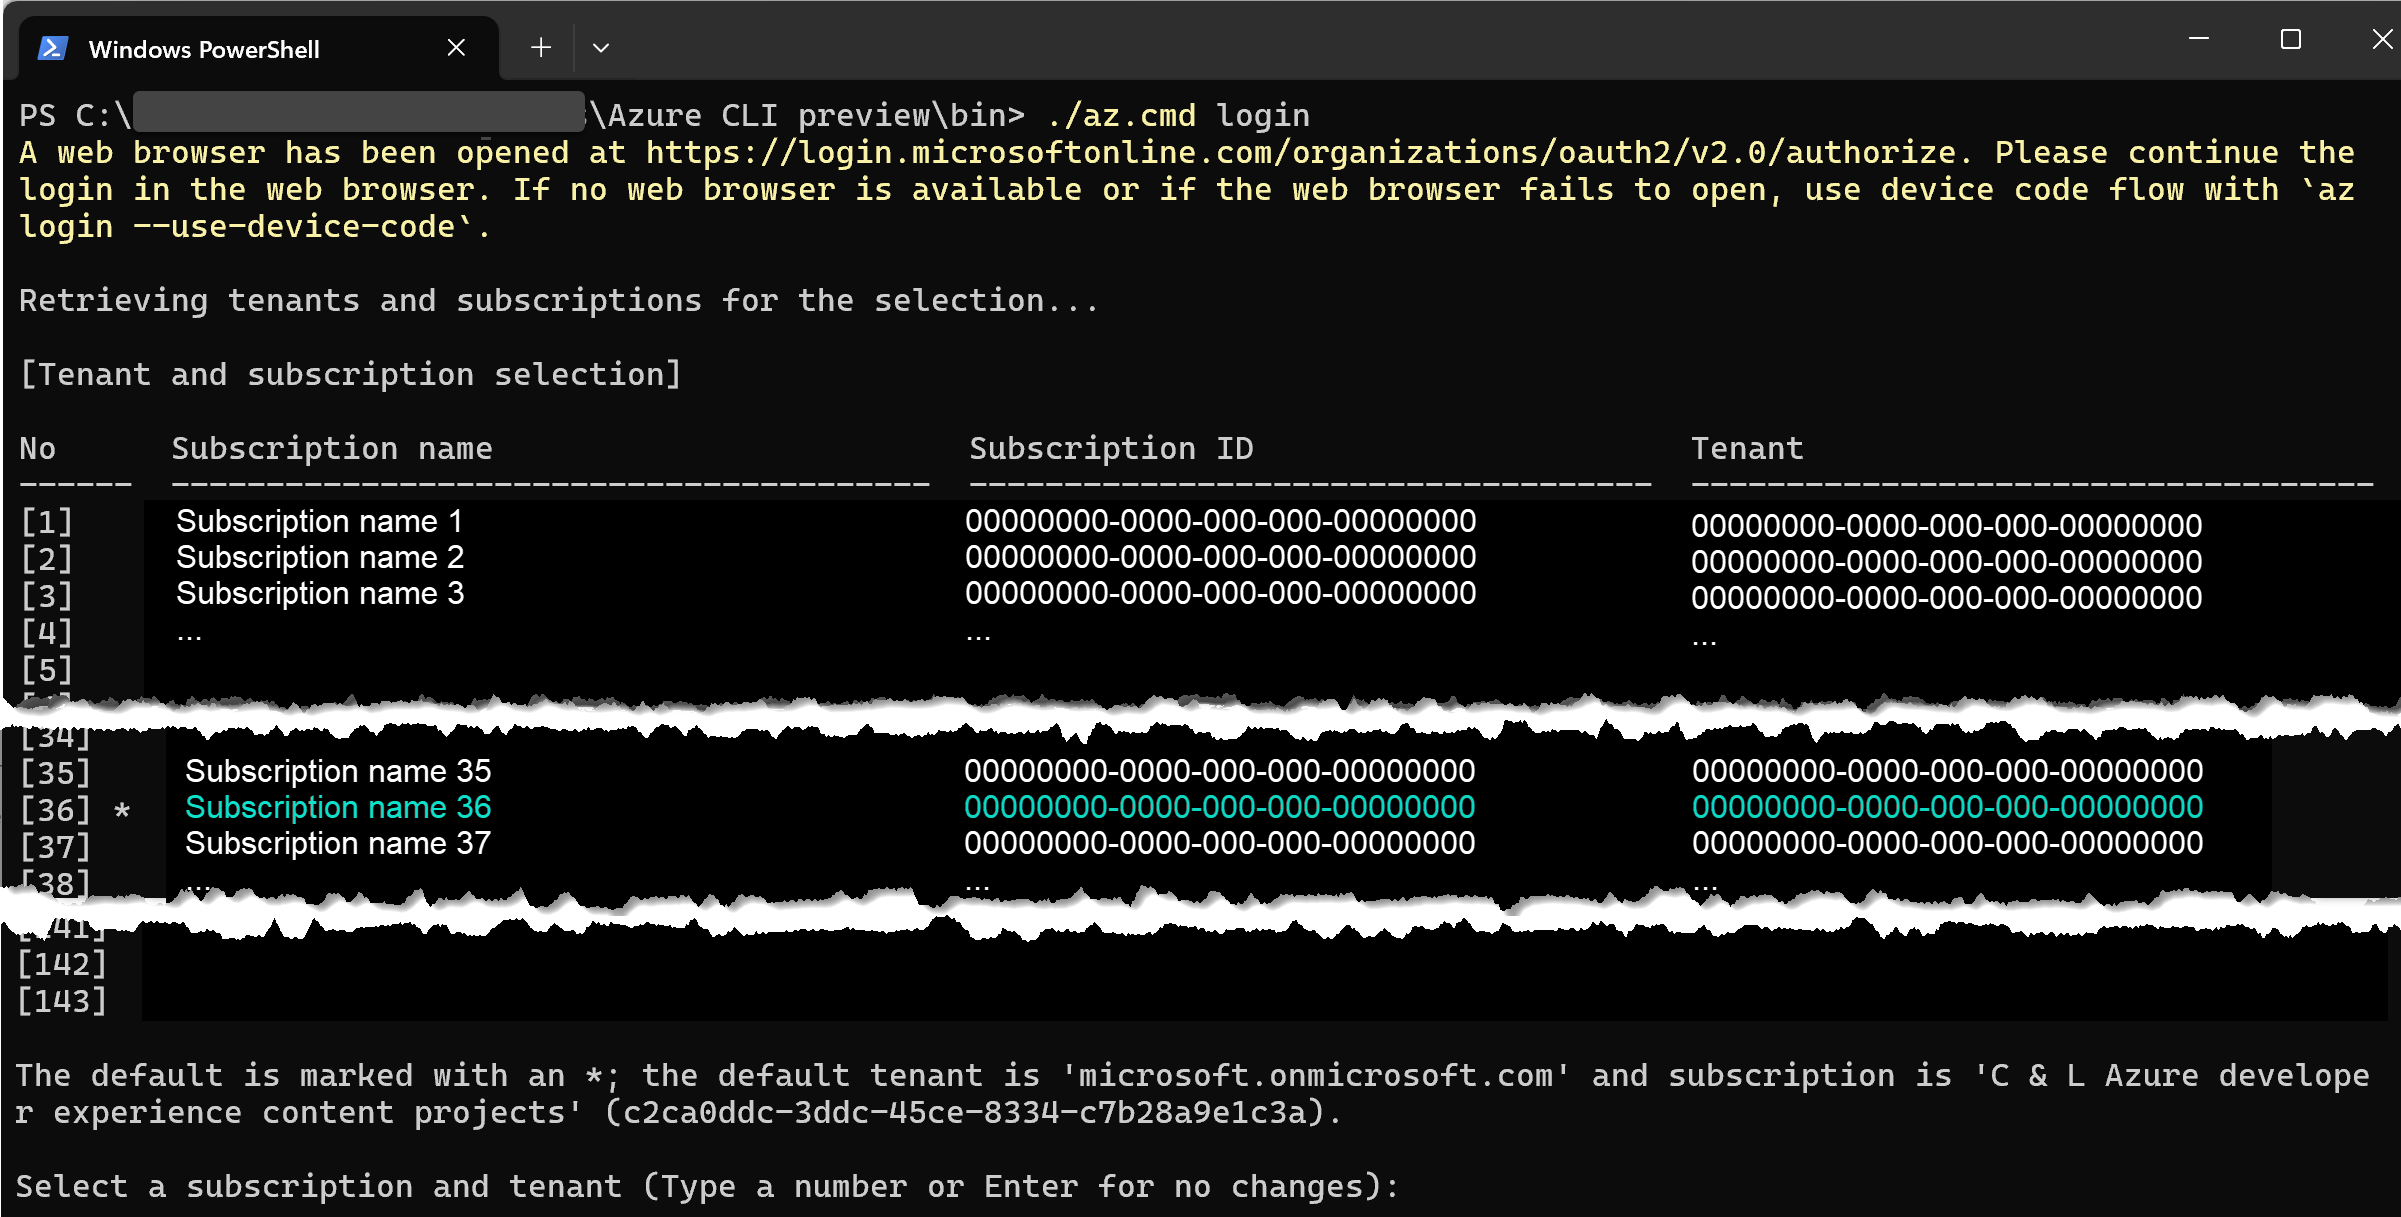 Windows PowerShell
PS C:\ \Azure CLI preview\bin> ./az.cmd login
A web browser has been opened at https://login.microsoftonline.com/organizations/oauth2/v2.0/authorize. Please continue the
login in the web browser. If no web browser is available or if the web browser fails to open, use device code flow with `az
login --use-device-code`.
Retrieving tenants and subscriptions for the selection...
[Tenant and subscription selection]
No Subscription name Subscription ID Tenant
------ ---------------------------------------- ------------------------------------ ------------------------------------
[1] Subscription name 1 00000000-0000-000-000-00000000 00000000-0000-000-000-00000000
[2] Subscription name 2 00000000-0000-000-000-00000000 00000000-0000-000-000-00000000
[3] Subscription name 3 00000000-0000-000-000-00000000 00000000-0000-000-000-00000000
[4] ... ... ...
[5]
[34]
[35] Subscription name 35 00000000-0000-000-000-00000000 00000000-0000-000-000-00000000
[36] * Subscription name 36 00000000-0000-000-000-00000000 00000000-0000-000-000-00000000
[37] Subscription name 37 00000000-0000-000-000-00000000 00000000-0000-000-000-00000000
[38] ... ... ...
[142]
[143]
The default is marked with an *; the default tenant is 'microsoft.onmicrosoft.com' and subscription is 'C & L Azure develope
r experience content projects' (c2ca0ddc-3ddc-45ce-8334-c7b28a9e1c3a).
Select a subscription and tenant (Type a number or Enter for no changes):